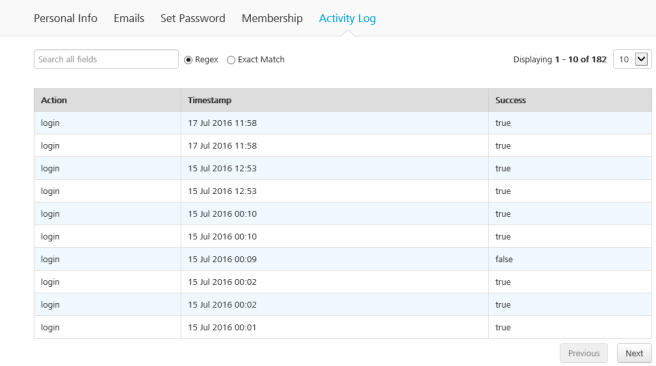 Personal Info Emails Set Password Membership Activity Log
Search all fields Regex Exact Match Displaying 1 - 10 of 182 10
Action Timestamp Success
login 17 Jul 2016 11:58 true
login 17 Jul 2016 11:58 true
login 15 Jul 2016 12:53 true
login 15 Jul 2016 12:53 true
login 15 Jul 2016 00:10 true
login 15 Jul 2016 00:10 true
login 15 Jul 2016 00:09 false
login 15 Jul 2016 00:02 true
login 15 Jul 2016 00:02 true
login 15 Jul 2016 00:01 true
Previous Next